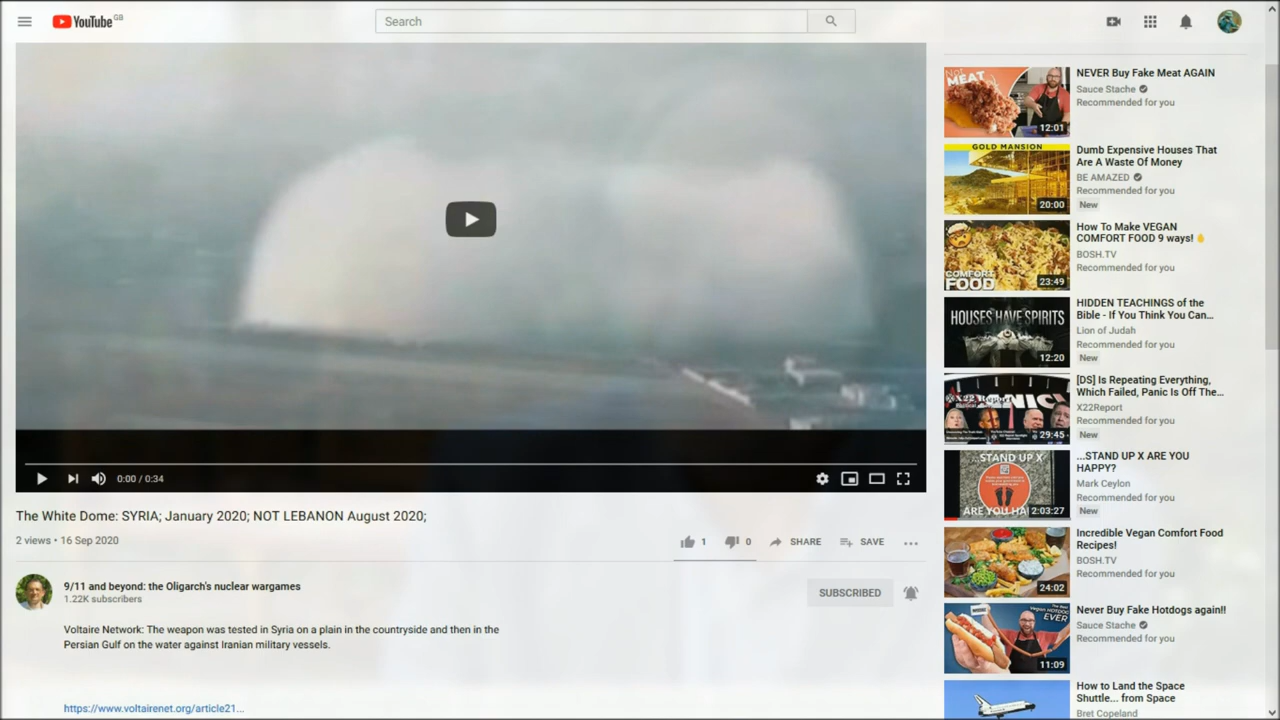 YouTube GB
Search
0:00 / 0:34
The White Dome: SYRIA; January 2020; NOT LEBANON August 2020;
2 views • 16 Sep 2020
1
0
SHARE
SAVE
9/11 and beyond: the Oligarch's nuclear wargames
1.22K subscribers
SUBSCRIBED
Voltaire Network: The weapon was tested in Syria on a plain in the countryside and then in the
Persian Gulf on the water against Iranian military vessels.
https://www.voltairenet.org/article21...
MEAT
12:01
NEVER Buy Fake Meat AGAIN
Sauce Stache
Recommended for you
GOLD MANSION
20:00
Dumb Expensive Houses That
Are A Waste Of Money
BE AMAZED
Recommended for you
New
COMFORT
FOOD
23:49
How To Make VEGAN
COMFORT FOOD 9 ways!
BOSH.TV
Recommended for you
HOUSES HAVE SPIRITS
12:20
HIDDEN TEACHINGS of the
Bible - If You Think You Can...
Lion of Judah
Recommended for you
New
X22 Report
29:45
[DS] Is Repeating Everything,
Which Failed, Panic Is Off The...
X22Report
Recommended for you
New
...STAND UP X
ARE YOU HA
2:03:27
...STAND UP X ARE YOU
HAPPY?
Mark Ceylon
Recommended for you
New
24:02
Incredible Vegan Comfort Food
Recipes!
BOSH.TV
Recommended for you
EVER
11:09
Never Buy Fake Hotdogs again!!
Sauce Stache
Recommended for you
How to Land the Space
Shuttle... from Space
Bret Copeland